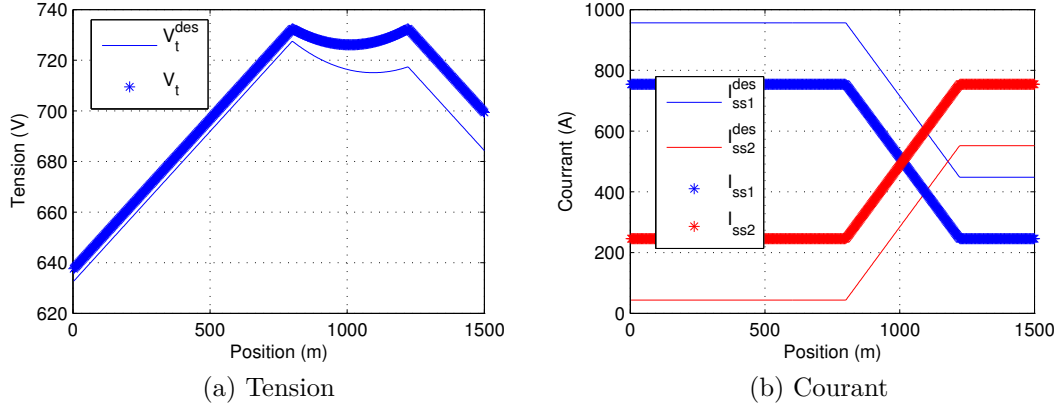 740
720
700
680
660
640
620
0
500
1000
1500
Tension (V)
Position (m)
V_t^des
V_t
(a) Tension
1000
800
600
400
200
0
0
500
1000
1500
Courrant (A)
Position (m)
I_ss1^des
I_ss2^des
I_ss1
I_ss2
(b) Courant